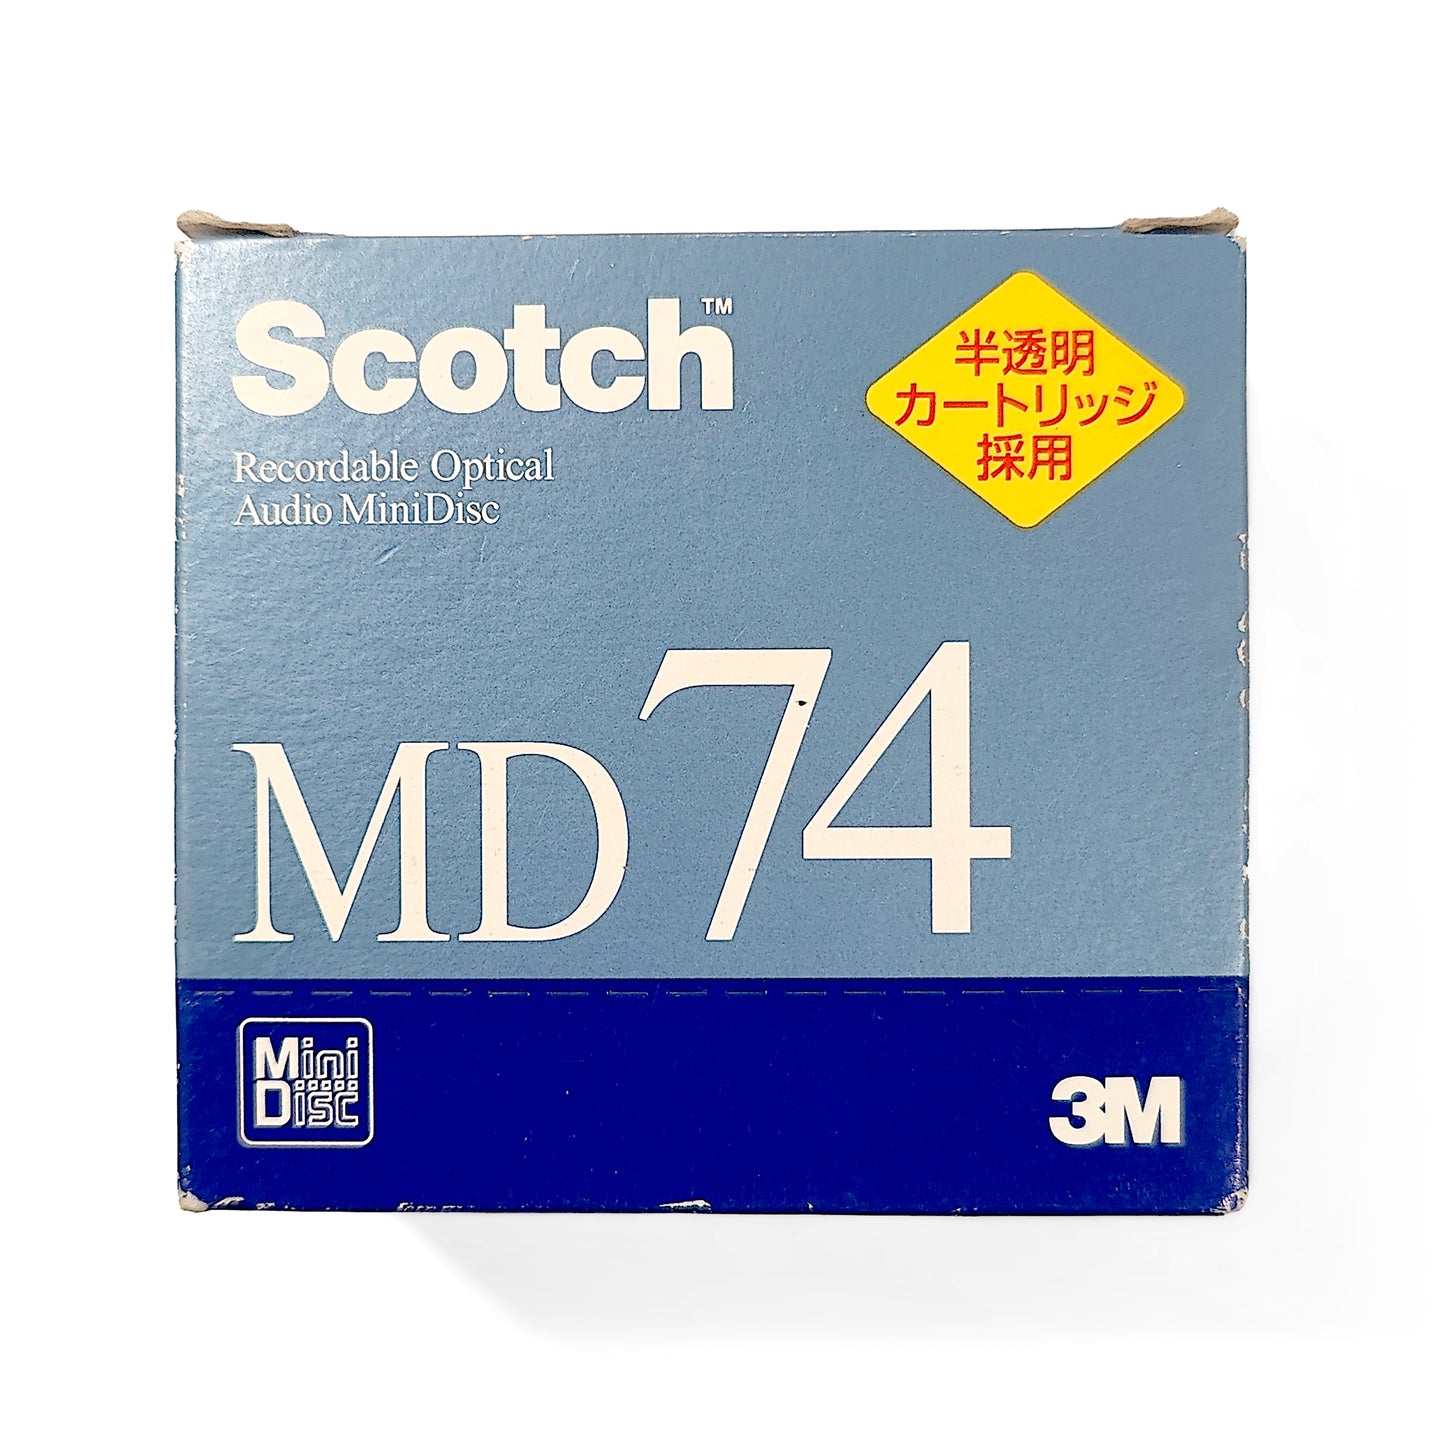 Scotch™
Recordable Optical
Audio MiniDisc
半透明
カートリッジ
採用
MD 74
Mini
Disc
3M